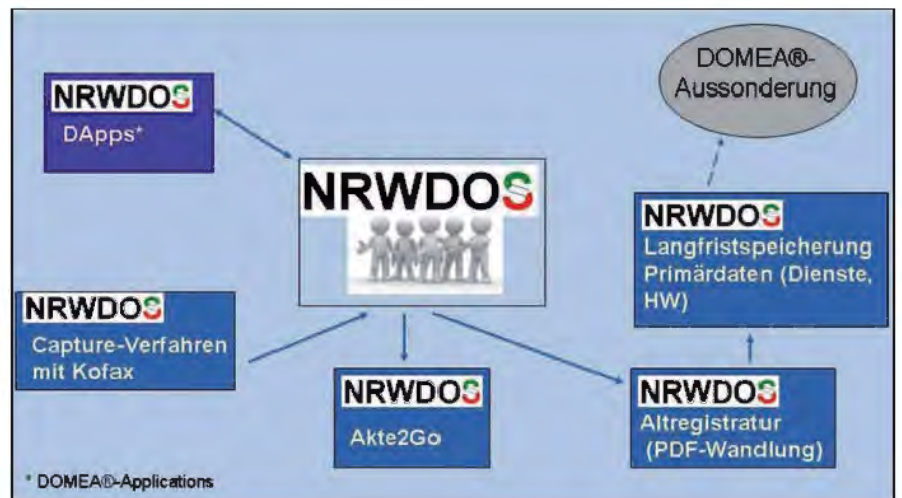 NRWDOS
DApps*
DOMEA®-
Aussonderung
NRWDOS
NRWDOS
Langfristspeicherung
Primärdaten (Dienste,
HW)
NRWDOS
Capture-Verfahren
mit Kofax
NRWDOS
Akte2Go
NRWDOS
Altregistratur
(PDF-Wandlung)
* DOMEA®-Applications